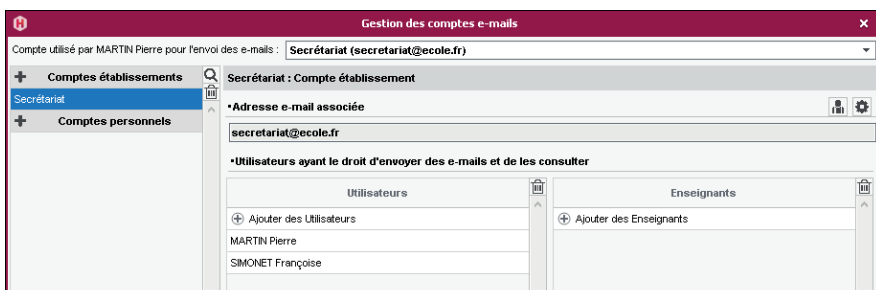 Gestion des comptes e-mails
Compte utilisé par MARTIN Pierre pour l'envoi des e-mails : Secrétariat (secretariat@ecole.fr)
Comptes établissements
Secrétariat
Comptes personnels
Secrétariat : Compte établissement
•Adresse e-mail associée
secretariat@ecole.fr
•Utilisateurs ayant le droit d'envoyer des e-mails et de les consulter
Utilisateurs
Ajouter des Utilisateurs
MARTIN Pierre
SIMONET Françoise
Enseignants
Ajouter des Enseignants